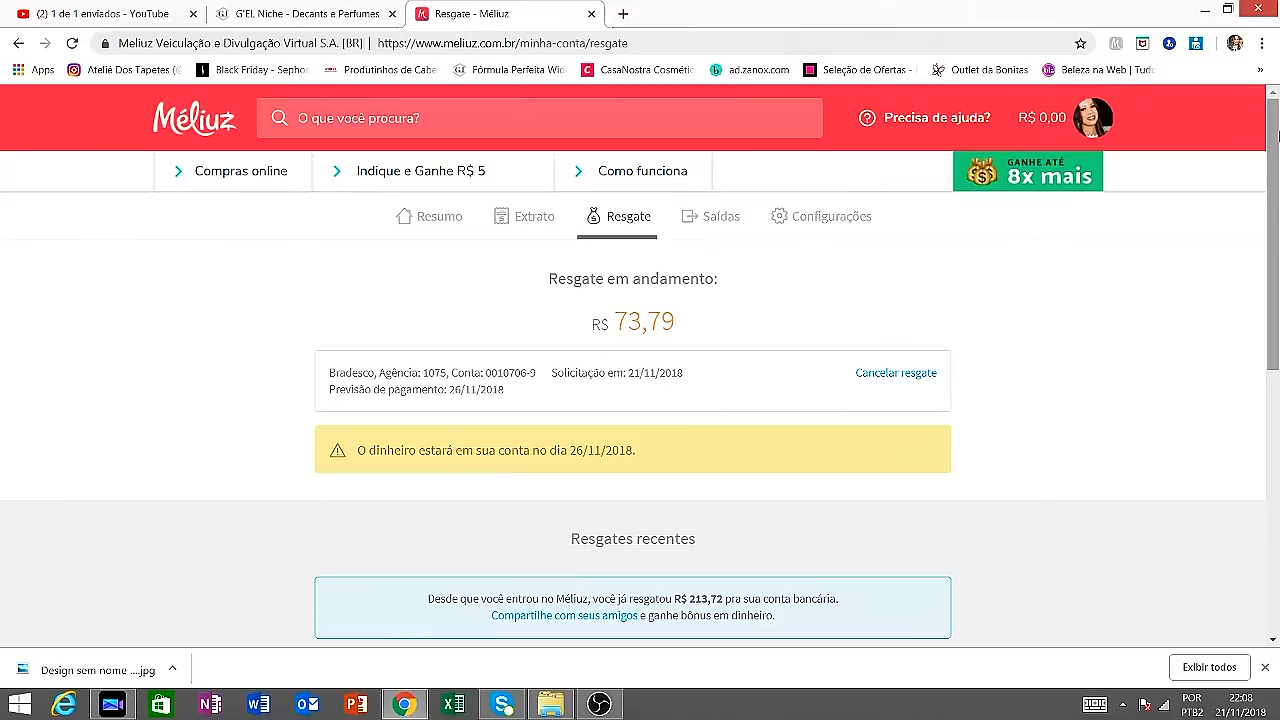 (2) 1 de 1 enviados - YouTube
G'EL Niche - Decants e Perfumes
Resgate - Méliuz
Meliuz Veiculação e Divulgação Virtual S.A. [BR] | https://www.meliuz.com.br/minha-conta/resgate
Apps
Ateliê Dos Tapetes (@
Black Friday - Sepho
Produtinhos de Cabe
Fórmula Perfeita Wid
CasaNaeira Cosmétic
ad.zanox.com
Seleção de Ofertas -
Outlet da Bonitas
Beleza na Web | Tudo
Méliuz
O que você procura?
Precisa de ajuda?
R$ 0,00
Compras online
Indique e Ganhe R$ 5
Como funciona
GANHE ATÉ
8x mais
Resumo
Extrato
Resgate
Saídas
Configurações
Resgate em andamento:
R$ 73,79
Bradesco, Agência: 1075, Conta: 0010706-9 Solicitação em: 21/11/2018
Cancelar resgate
Previsão de pagamento: 26/11/2018
O dinheiro estará em sua conta no dia 26/11/2018.
Resgates recentes
Desde que você entrou no Méliuz, você já resgatou R$ 213,72 pra sua conta bancária.
Compartilhe com seus amigos e ganhe bônus em dinheiro.
Design sem nome ....jpg
Exibir todos
POR
PTB2
22:08
21/11/2018